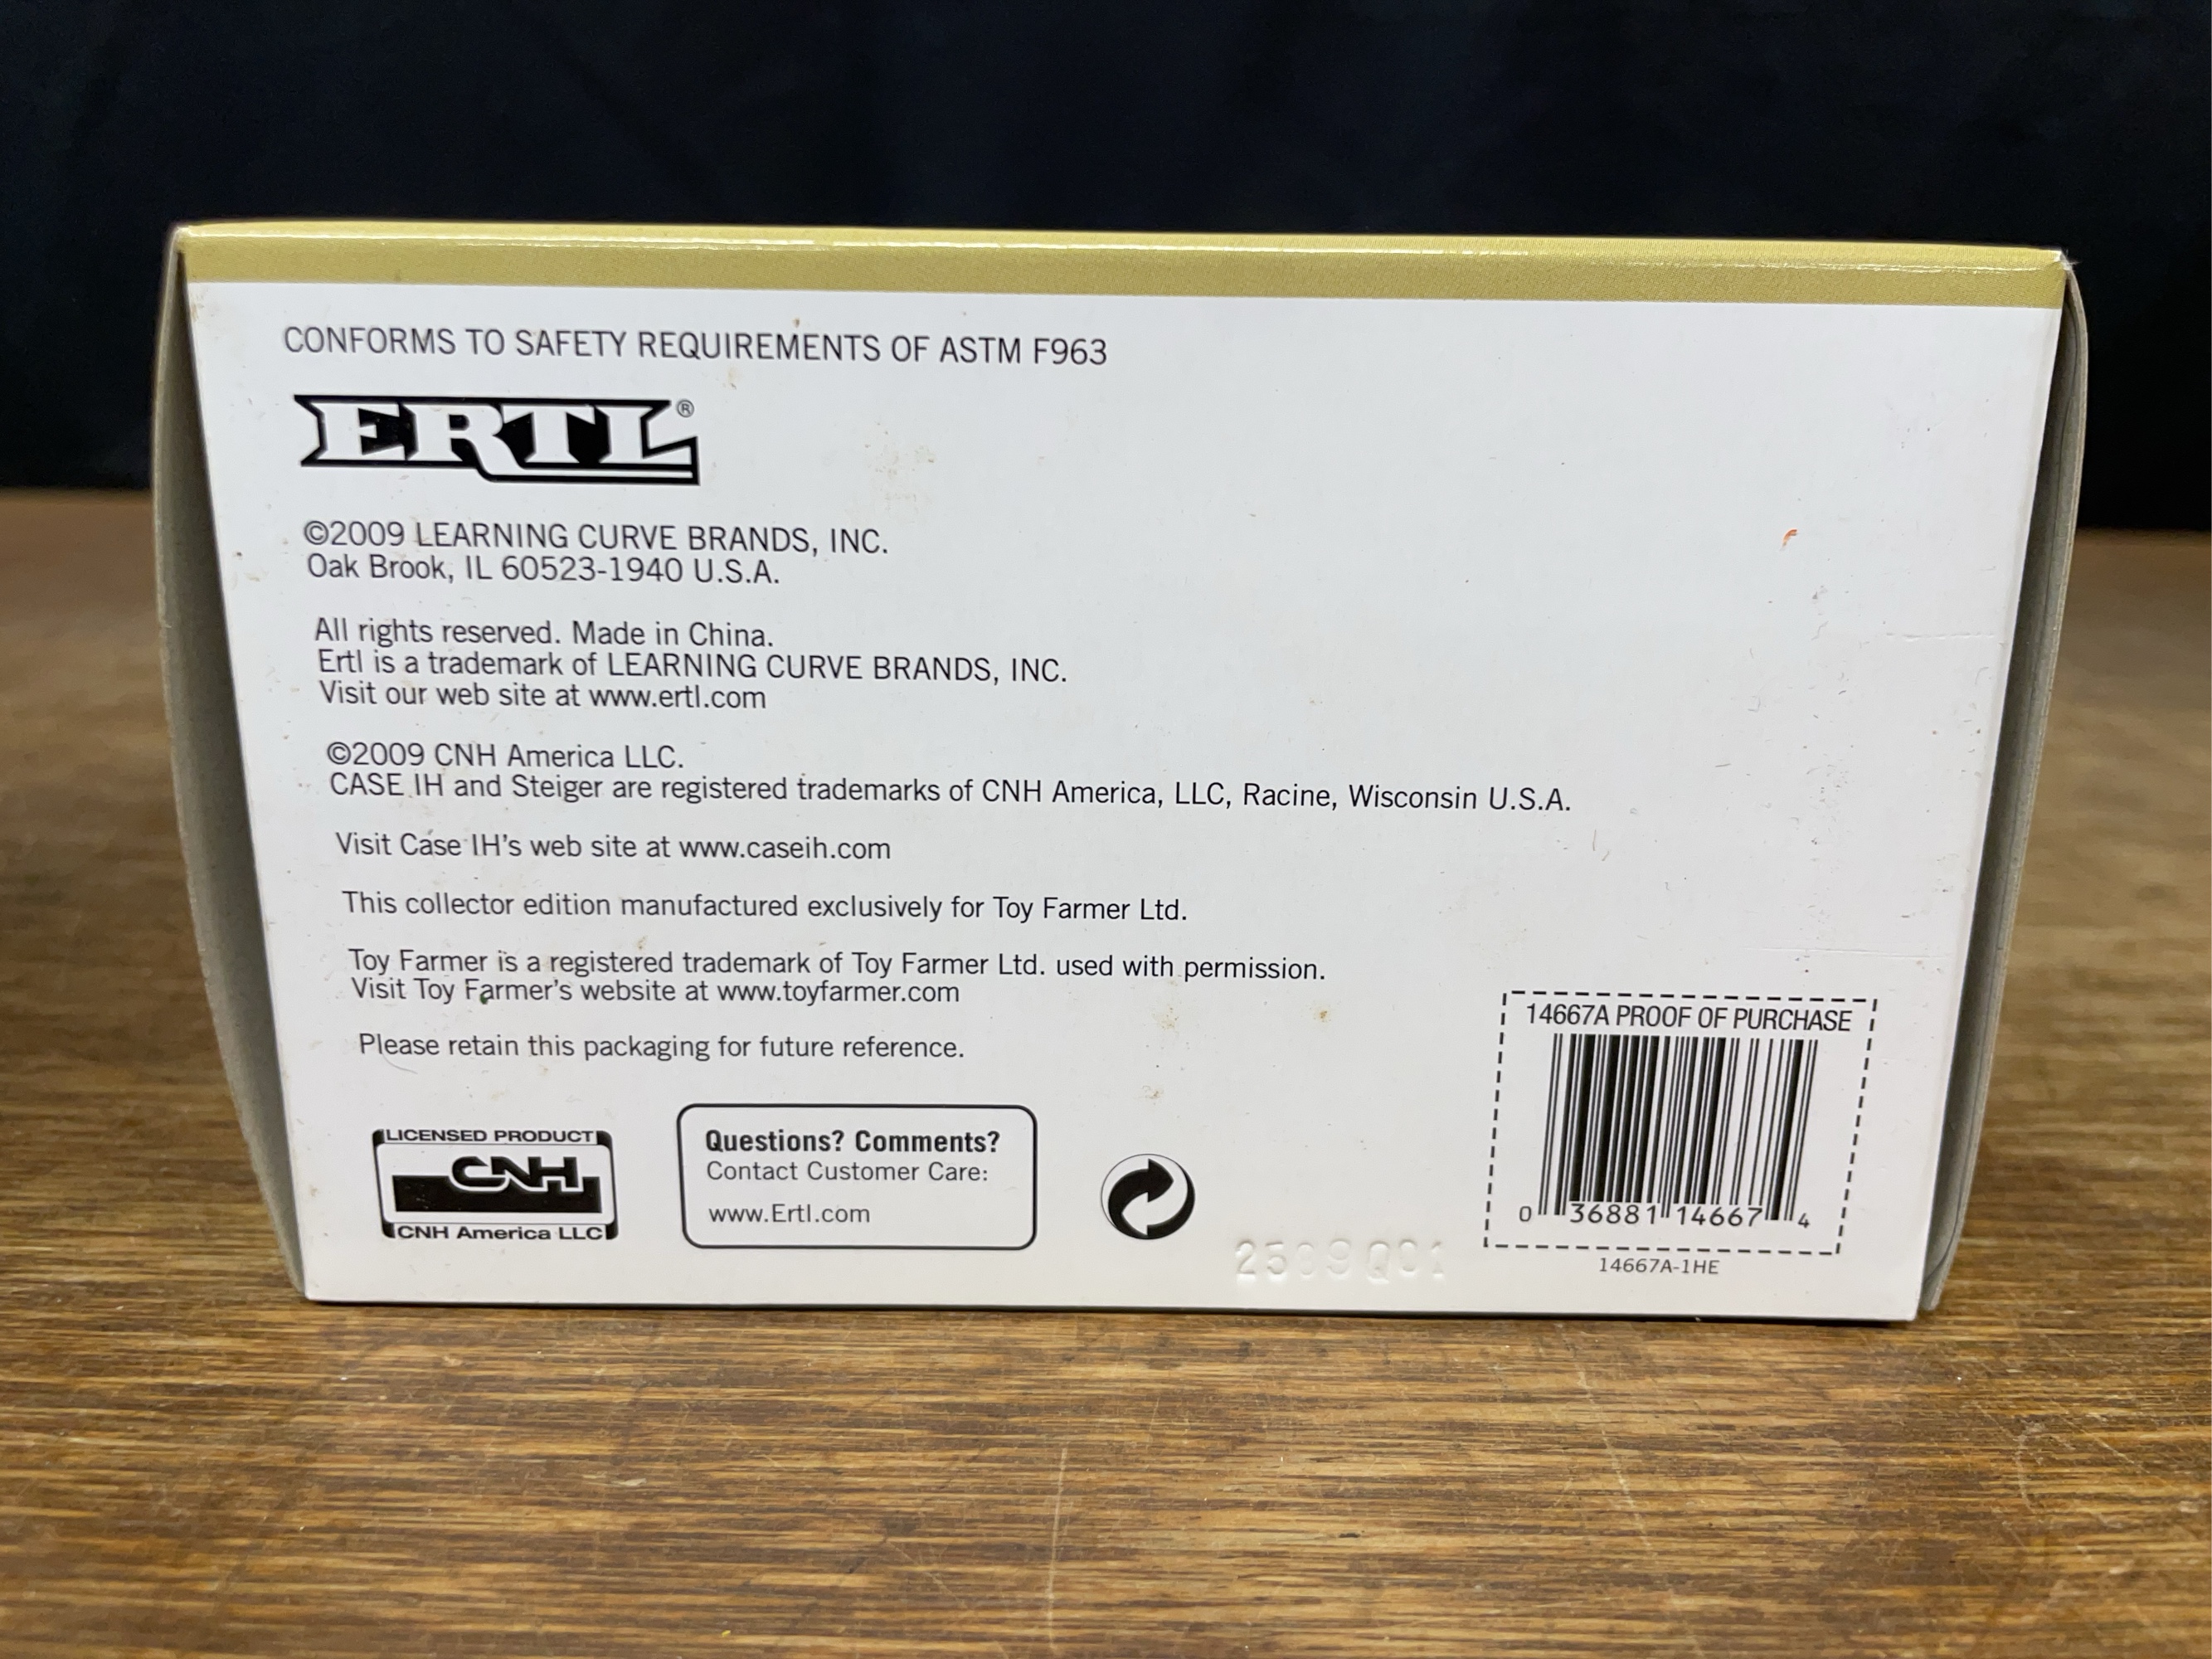 CONFORMS TO SAFETY REQUIREMENTS OF ASTM F963
ERTL®
©2009 LEARNING CURVE BRANDS, INC.
Oak Brook, IL 60523-1940 U.S.A.
All rights reserved. Made in China.
Ertl is a trademark of LEARNING CURVE BRANDS, INC.
Visit our web site at www.ertl.com
©2009 CNH America LLC.
CASE IH and Steiger are registered trademarks of CNH America, LLC, Racine, Wisconsin U.S.A.
Visit Case IH's web site at www.caseih.com
This collector edition manufactured exclusively for Toy Farmer Ltd.
Toy Farmer is a registered trademark of Toy Farmer Ltd. used with permission.
Visit Toy Farmer's website at www.toyfarmer.com
Please retain this packaging for future reference.
LICENSED PRODUCT
CNH
CNH America LLC
Questions? Comments?
Contact Customer Care:
www.Ertl.com
2509Q01
14667A PROOF OF PURCHASE
0 36881 14667 4
14667A-1HE